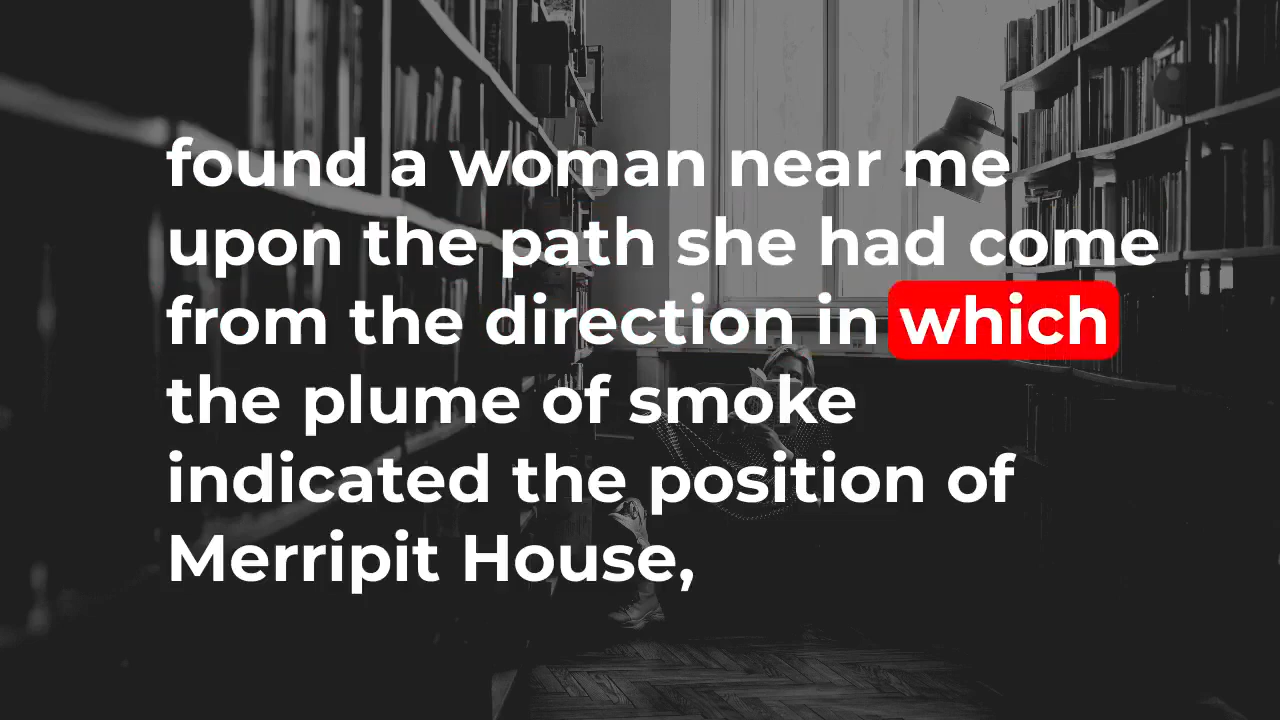 found a woman near me
upon the path she had come
from the direction in which
the plume of smoke
indicated the position of
Merripit House,